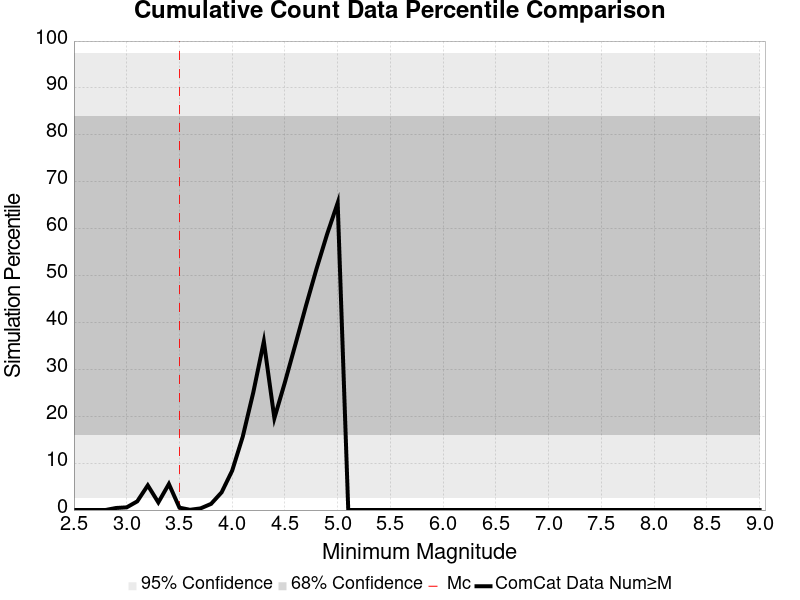 Cumulative Count Data Percentile Comparison
100
90
80
70
60
50
40
30
20
10
0
Simulation Percentile
2.5 3.0 3.5 4.0 4.5 5.0 5.5 6.0 6.5 7.0 7.5 8.0 8.5 9.0
Minimum Magnitude
95% Confidence 68% Confidence Mc ComCat Data Num≥M